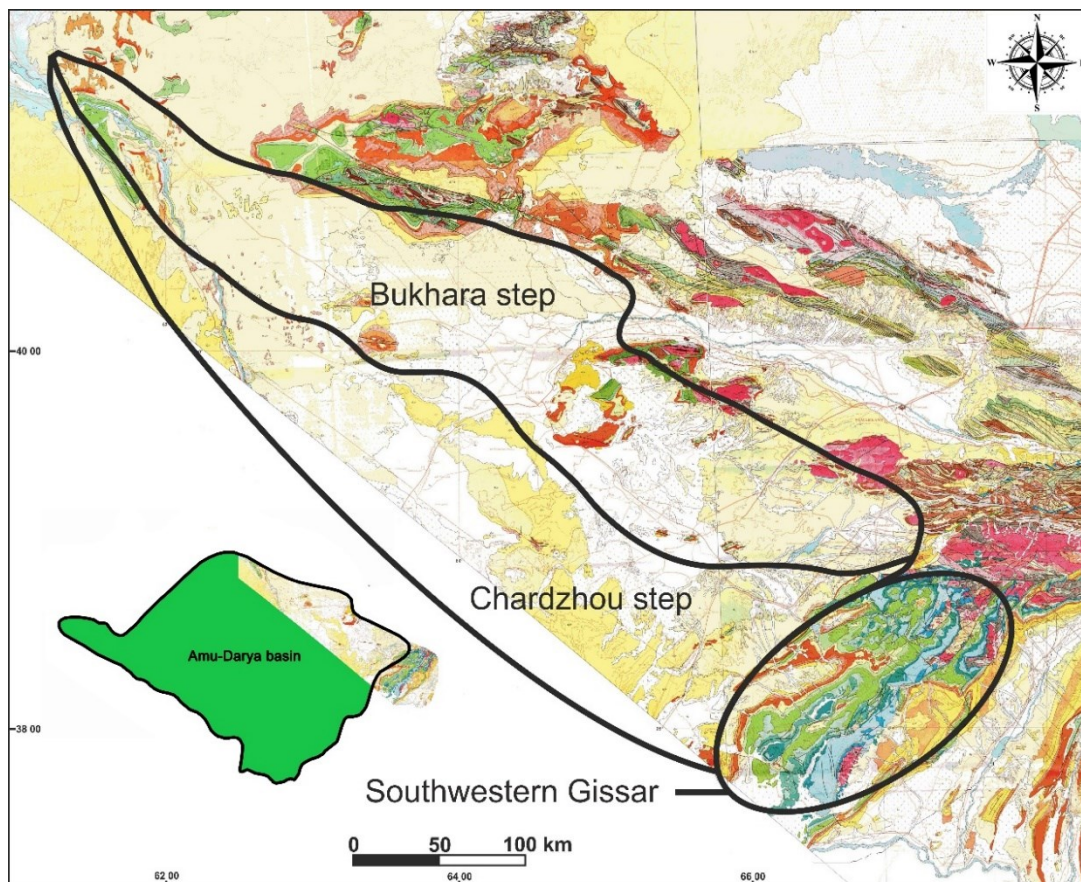 N
W
S
Bukhara step
40 00
Chardzhou step
Amu-Darya basin
38 00
Southwestern Gissar
0 50 100 km
62,00 64,00 66,00